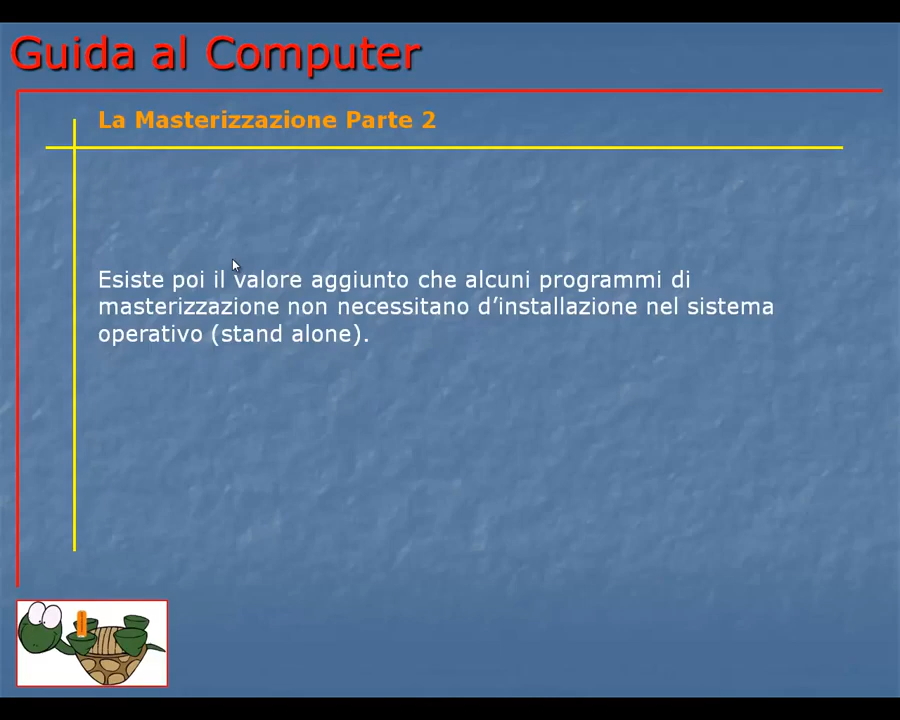 Guida al Computer
La Masterizzazione Parte 2
Esiste poi il valore aggiunto che alcuni programmi di
masterizzazione non necessitano d’installazione nel sistema
operativo (stand alone).